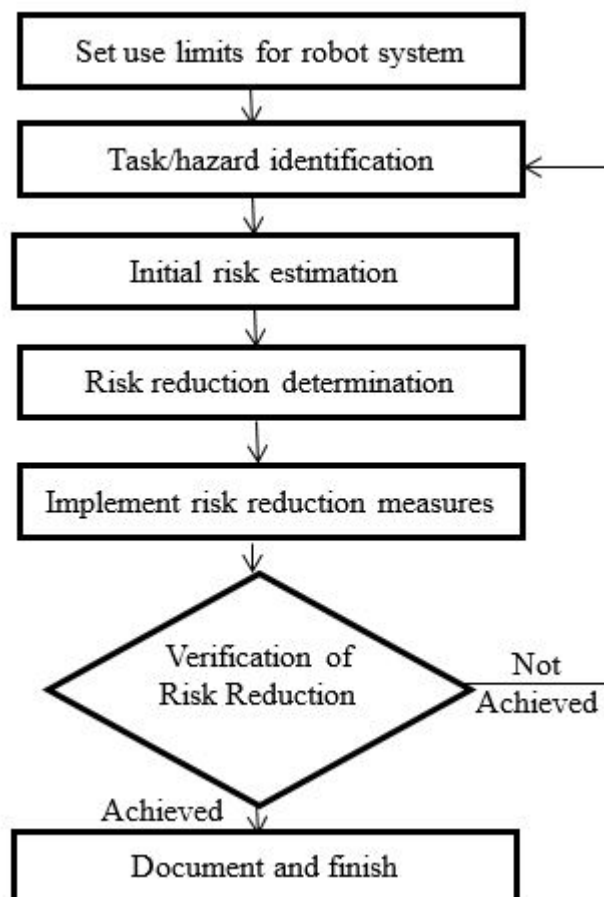 Set use limits for robot system
Task/hazard identification
Initial risk estimation
Risk reduction determination
Implement risk reduction measures
Verification of
Risk Reduction
Not
Achieved
Achieved
Document and finish